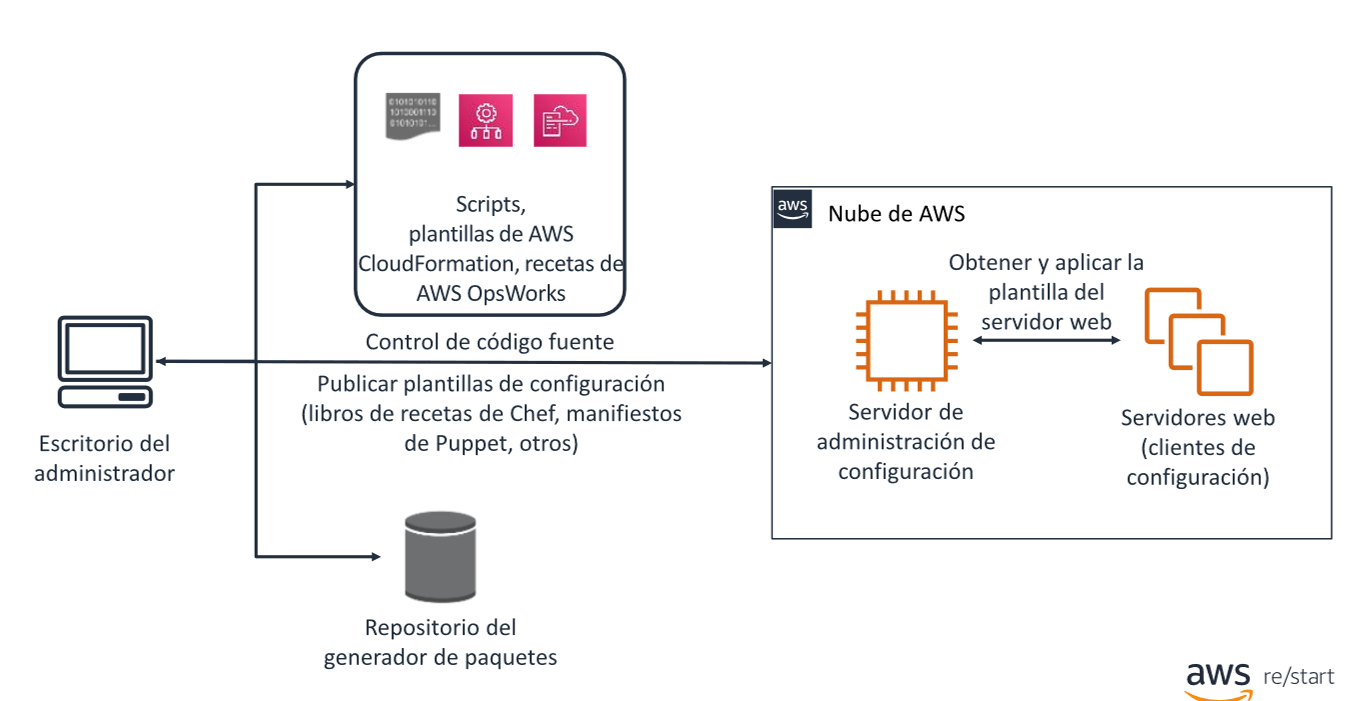 0101010110
1010001110
01010101...
Scripts,
plantillas de AWS
CloudFormation, recetas de
AWS OpsWorks
aws
Nube de AWS
Obtener y aplicar la
plantilla del
servidor web
Control de código fuente
Publicar plantillas de configuración
(libros de recetas de Chef, manifiestos
de Puppet, otros)
Escritorio del
administrador
Servidor de
administración de
configuración
Servidores web
(clientes de
configuración)
Repositorio del
generador de paquetes
aws re/start